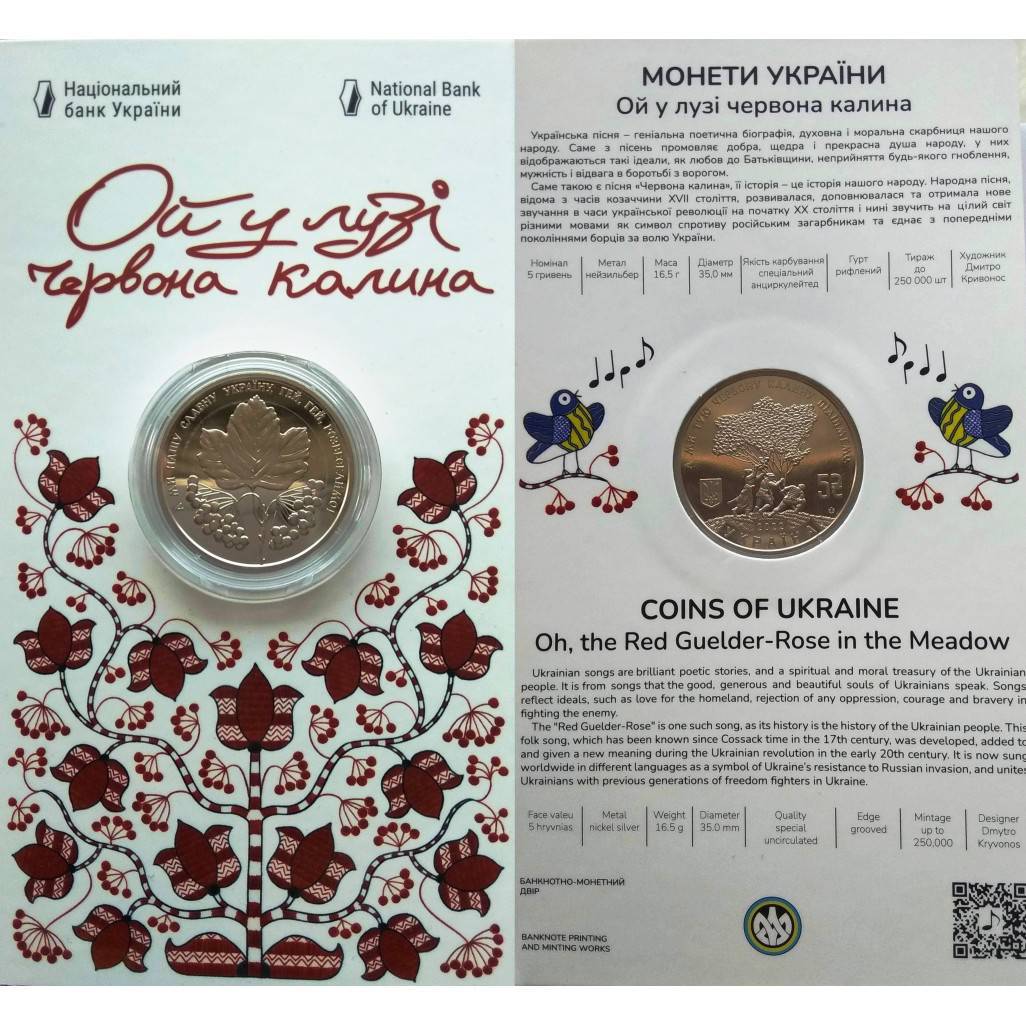 Національний
банк України
National Bank
of Ukraine
Ой у лузі
червона калина
НАШУ СЛАВНУ УКРАЇНУ ГЕЙ, ГЕЙ, РОЗВЕСЕЛИМО!
МОНЕТИ УКРАЇНИ
Ой у лузі червона калина
Українська пісня – геніальна поетична біографія, духовна і моральна скарбниця нашого
народу. Саме з пісень промовляє добра, щедра і прекрасна душа народу, у них
відображаються такі ідеали, як любов до Батьківщини, неприйняття будь-якого гноблення,
мужність і відвага в боротьбі з ворогом.
Саме такою є пісня «Червона калина», її історія – це історія нашого народу. Народна пісня,
відома з часів козаччини XVII століття, розвивалася, доповнювалася та отримала нове
звучання в часи української революції на початку XX століття і нині звучить на цілий світ
різними мовами як символ спротиву російським загарбникам та єднає з попередніми
поколіннями борців за волю України.
Номінал
5 гривень
Метал
нейзильбер
Маса
16.5 г
Діаметр
35,0 мм
Якість карбування
спеціальний
анциркулейтед
Гурт
рифлений
Тираж
до
250 000 шт
Художник
Дмитро
Кривонос
А МИ ТУЮ ЧЕРВОНУ КАЛИНУ
5₴
2022
УКРАЇНА
COINS OF UKRAINE
Oh, the Red Guelder-Rose in the Meadow
Ukrainian songs are brilliant poetic stories, and a spiritual and moral treasury of the Ukrainian
people. It is from songs that the good, generous and beautiful souls of Ukrainians speak. Songs
reflect ideals, such as love for the homeland, rejection of any oppression, courage and bravery in
fighting the enemy.
The "Red Guelder-Rose" is one such song, as its history is the history of the Ukrainian people. This
folk song, which has been known since Cossack time in the 17th century, was developed, added to
and given a new meaning during the Ukrainian revolution in the early 20th century. It is now sung
worldwide in different languages as a symbol of Ukraine's resistance to Russian invasion, and unites
Ukrainians with previous generations of freedom fighters in Ukraine.
Face valeu
5 hryvnias
Metal
nickel silver
Weight
16.5 g
Diameter
35.0 mm
Quality
special
uncirculated
Edge
grooved
Mintage
up to
250,000
Designer
Dmytro
Kryvonos
БАНКНОТНО-МОНЕТНИЙ
ДВІР
BANKNOTE PRINTING
AND MINTING WORKS